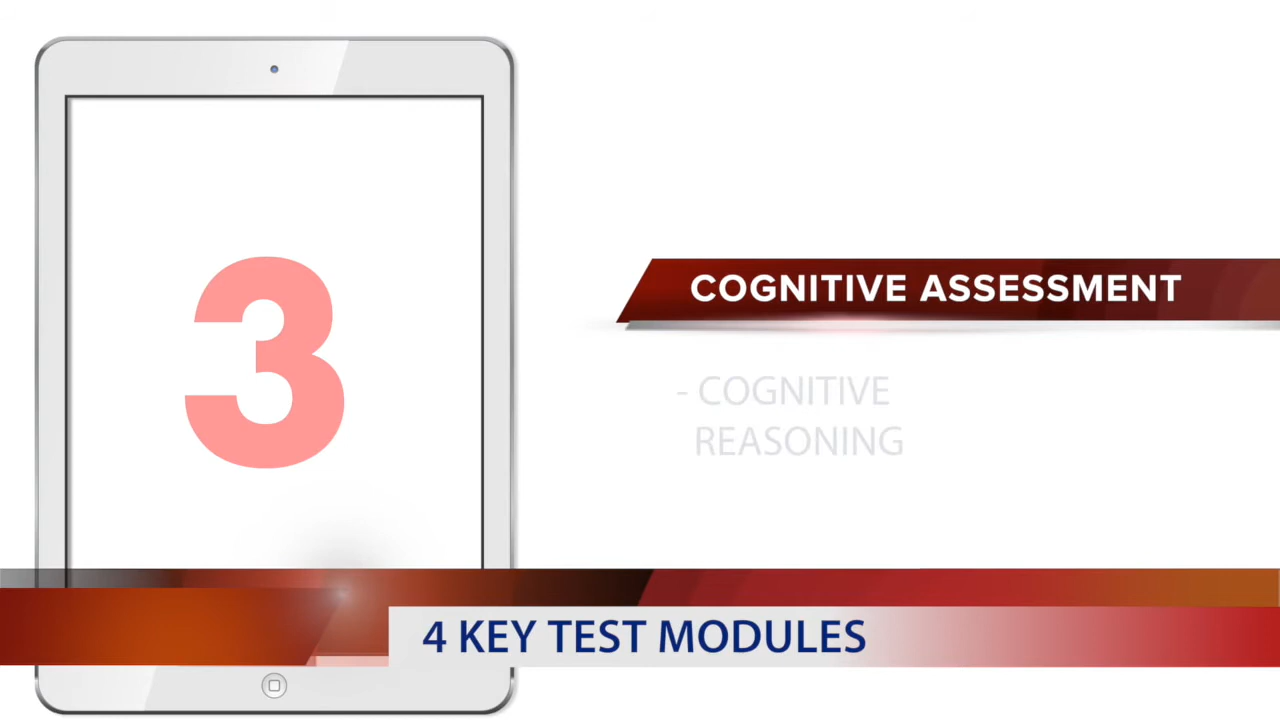 3
COGNITIVE ASSESSMENT
- COGNITIVE
REASONING
4 KEY TEST MODULES